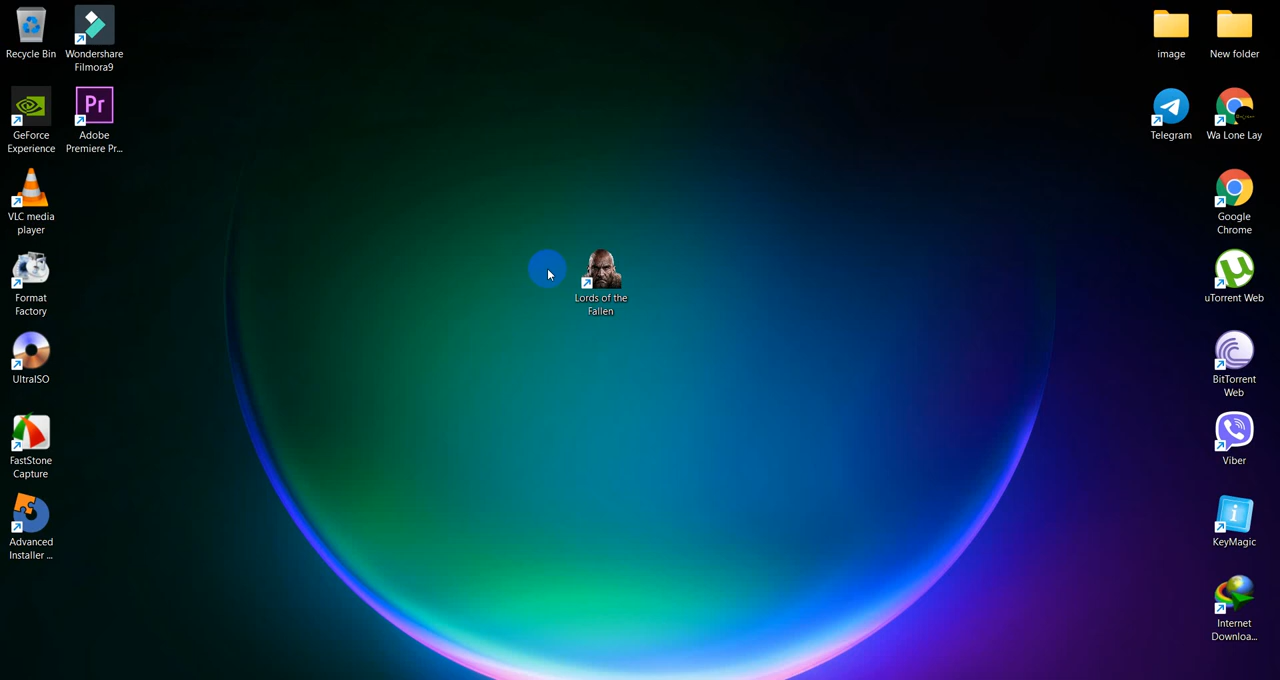 Recycle Bin
Wondershare
Filmora9
GeForce
Experience
Pr
Adobe
Premiere Pr...
VLC media
player
Format
Factory
UltraISO
FastStone
Capture
Advanced
Installer ...
Lords of the
Fallen
image
New folder
Telegram
Wa Lone Lay
Google
Chrome
uTorrent Web
BitTorrent
Web
Viber
KeyMagic
Internet
Downloa...